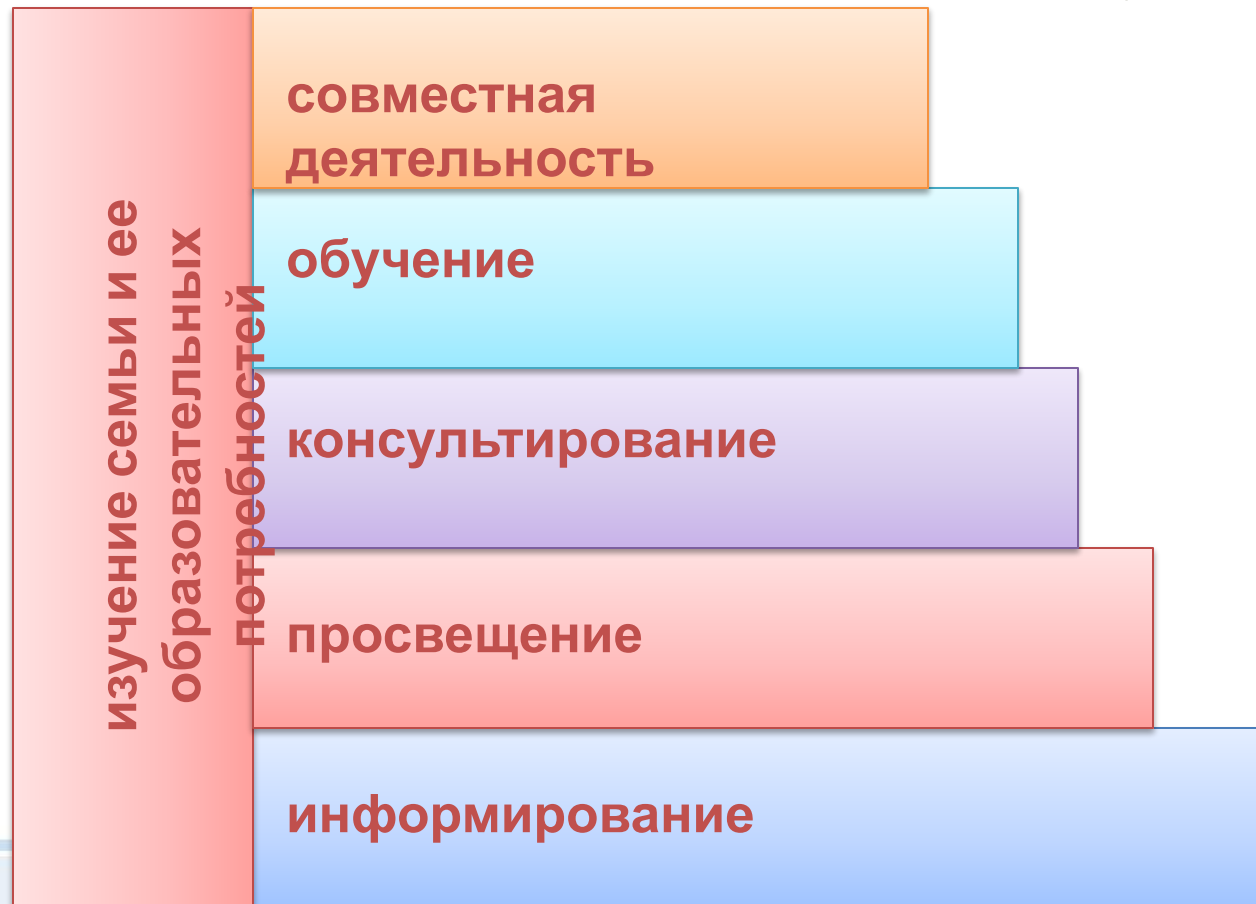 изучение семьи и ее
образовательных
потребностей
совместная
деятельность
обучение
консультирование
просвещение
информирование